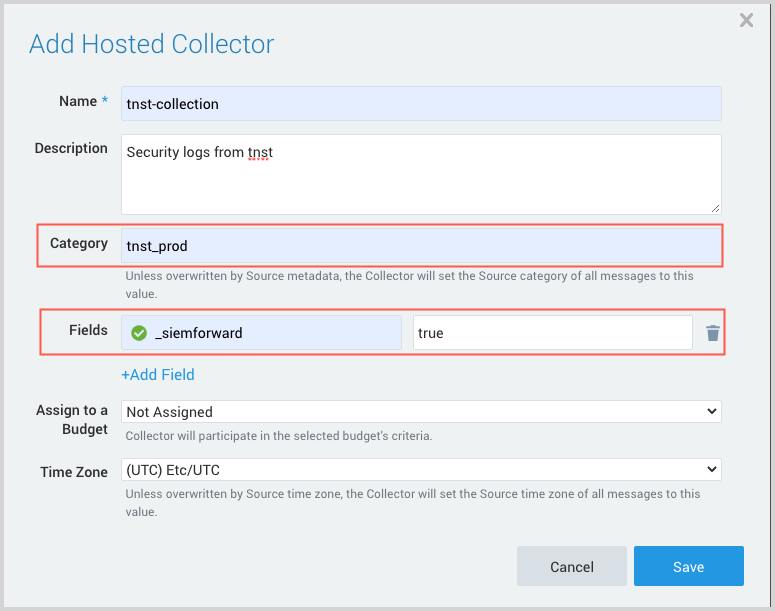 Add Hosted Collector
Name *
tnst-collection
Description
Security logs from tnst
Category
tnst_prod
Unless overwritten by Source metadata, the Collector will set the Source category of all messages to this
value.
Fields
_siemforward
true
+Add Field
Assign to a
Budget
Not Assigned
Collector will participate in the selected budget's criteria.
Time Zone
(UTC) Etc/UTC
Unless overwritten by Source time zone, the Collector will set the Source time zone of all messages to this
value.
Cancel
Save